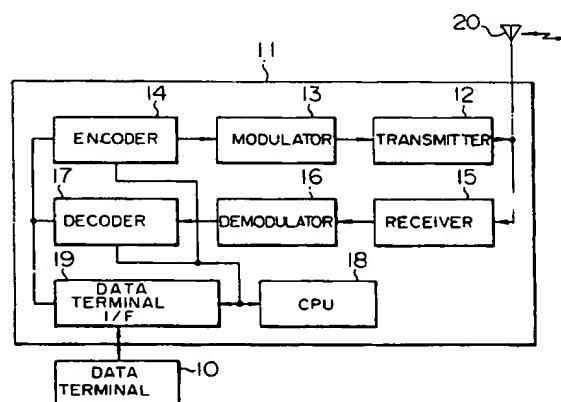 20
11
14
13
12
ENCODER
MODULATOR
TRANSMITTER
17
16
15
DECODER
DEMODULATOR
RECEIVER
19
18
DATA
TERMINAL
I/F
CPU
DATA
TERMINAL
10